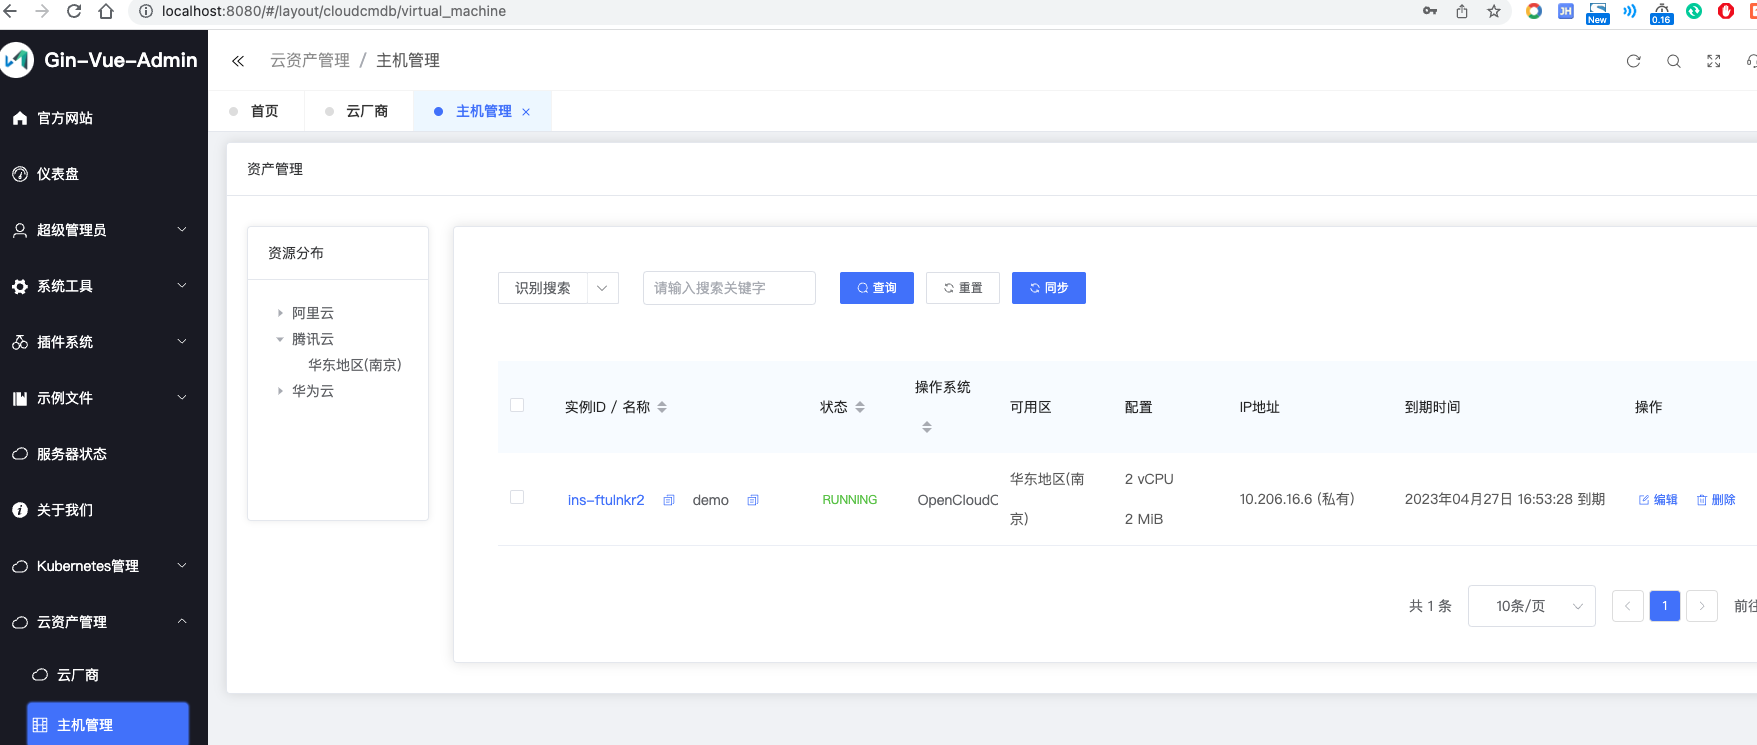 localhost:8080/#/layout/cloudcmdb/virtual_machine
JH
New
0.16
Gin-Vue-Admin
云资产管理 / 主机管理
首页
云厂商
主机管理
官方网站
仪表盘
超级管理员
系统工具
插件系统
示例文件
服务器状态
关于我们
Kubernetes管理
云资产管理
云厂商
主机管理
资产管理
资源分布
阿里云
腾讯云
华东地区(南京)
华为云
识别搜索
请输入搜索关键字
查询
重置
同步
实例ID / 名称
状态
操作系统
可用区
配置
IP地址
到期时间
操作
ins-ftulnkr2
demo
RUNNING
OpenCloudC
华东地区(南
京)
2 vCPU
2 MiB
10.206.16.6 (私有)
2023年04月27日 16:53:28 到期
编辑
删除
共 1 条
10条/页
1
前往